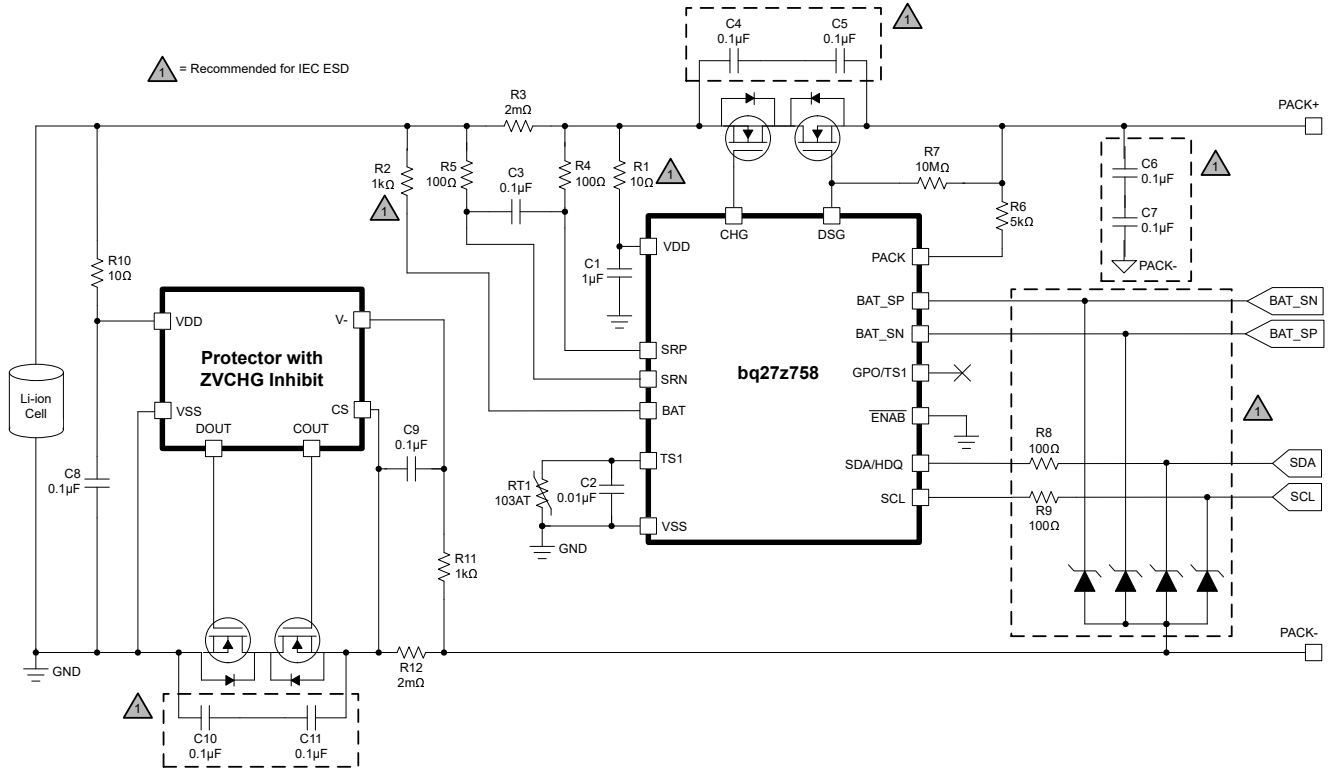 C4
0.1µF
C5
0.1µF
1
1 = Recommended for IEC ESD
R3
2mΩ
PACK+
R2
1kΩ
R5
100Ω
C3
0.1µF
R4
100Ω
R1
10Ω
1
R7
10MΩ
C6
0.1µF
1
1
R6
5kΩ
C7
0.1µF
CHG
DSG
VDD
PACK
PACK-
R10
10Ω
C1
1µF
BAT_SP
BAT_SN
VDD
V-
BAT_SN
BAT_SP
Protector with
ZVCHG Inhibit
SRP
bq27z758
GPO/TS1
SRN
Li-ion
Cell
VSS
CS
BAT
ENAB
1
DOUT
COUT
C9
0.1µF
R8
100Ω
TS1
SDA/HDQ
SDA
C8
0.1µF
RT1
103AT
C2
0.01µF
SCL
SCL
R9
100Ω
VSS
GND
R11
1kΩ
PACK-
GND
R12
2mΩ
1
C10
0.1µF
C11
0.1µF